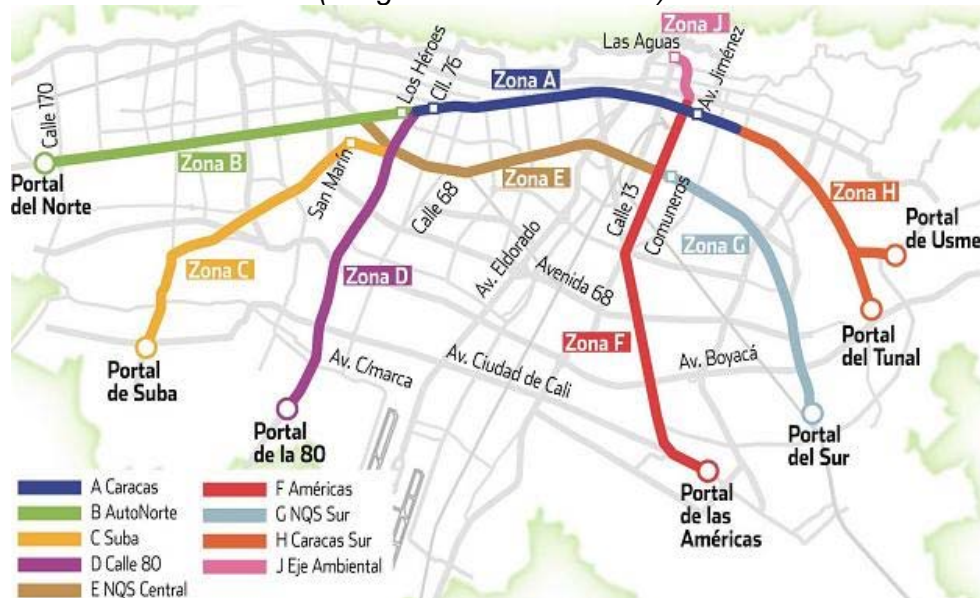 Zona J
Las Aguas
Av. Jiménez
Los Héroes
Cll. 76
Zona A
Calle 170
Zona B
Portal
del Norte
San Marín
Calle 68
Zona E
Calle 13
Comuneros
Zona H
Portal
de Usme
Zona G
Zona C
Zona D
Av. Eldorado
Avenida 68
Zona F
Portal
del Tunal
Av. Boyacá
Portal
de Suba
Av. C/marca
Av. Ciudad de Cali
Portal
de la 80
Portal
del Sur
Portal
de las
Américas
A Caracas
B AutoNorte
C Suba
D Calle 80
E NQS Central
F Américas
G NQS Sur
H Caracas Sur
J Eje Ambiental